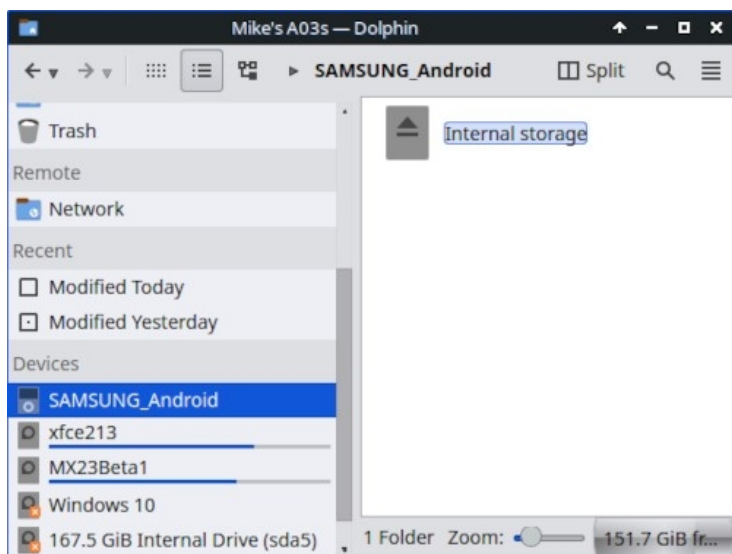 Mike's A03s — Dolphin
SAMSUNG_Android
Split
Trash
Remote
Network
Recent
Modified Today
Modified Yesterday
Devices
SAMSUNG_Android
xfce213
MX23Beta1
Windows 10
167.5 GiB Internal Drive (sda5)
Internal storage
1 Folder Zoom: 151.7 GiB fr...